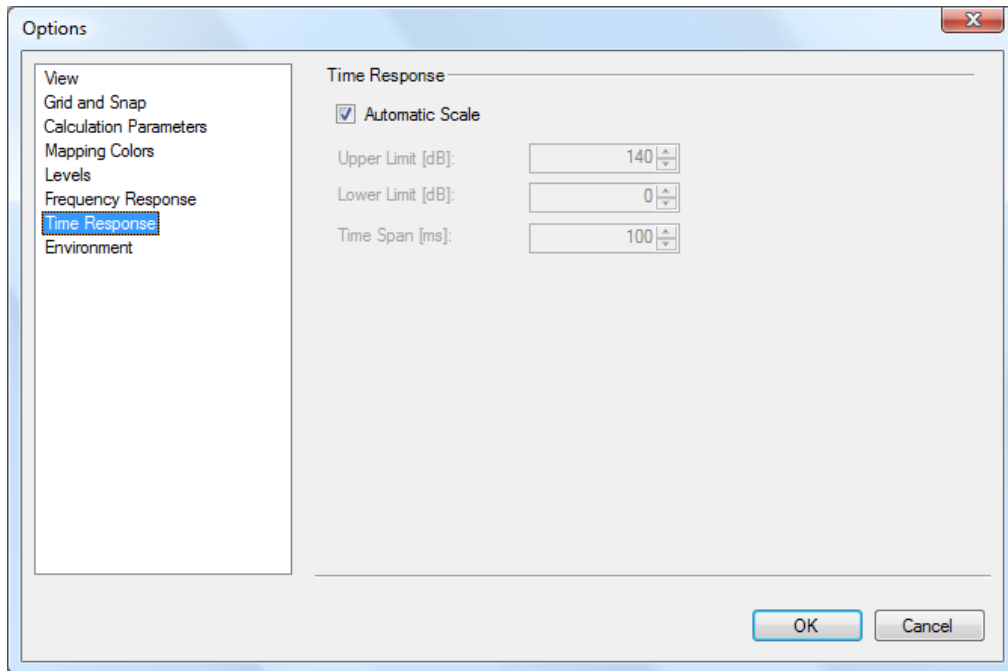 Options
View
Grid and Snap
Calculation Parameters
Mapping Colors
Levels
Frequency Response
Time Response
Environment
Time Response
Automatic Scale
Upper Limit [dB]: 140
Lower Limit [dB]: 0
Time Span [ms]: 100
OK Cancel